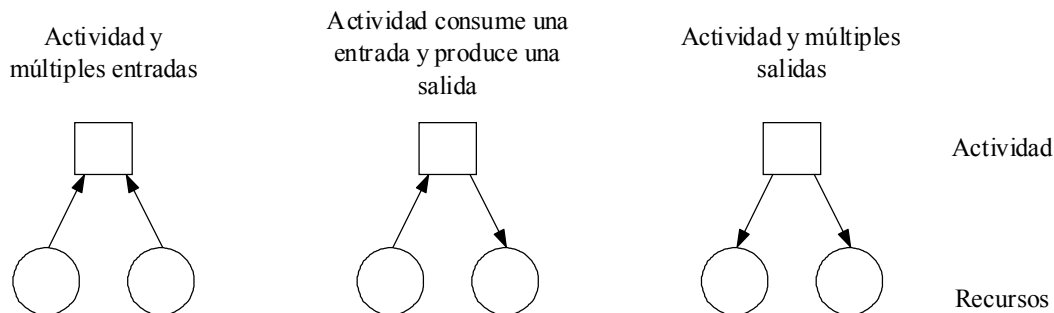 Actividad y
múltiples entradas
Actividad consume una
entrada y produce una
salida
Actividad y múltiples
salidas
Actividad
Recursos